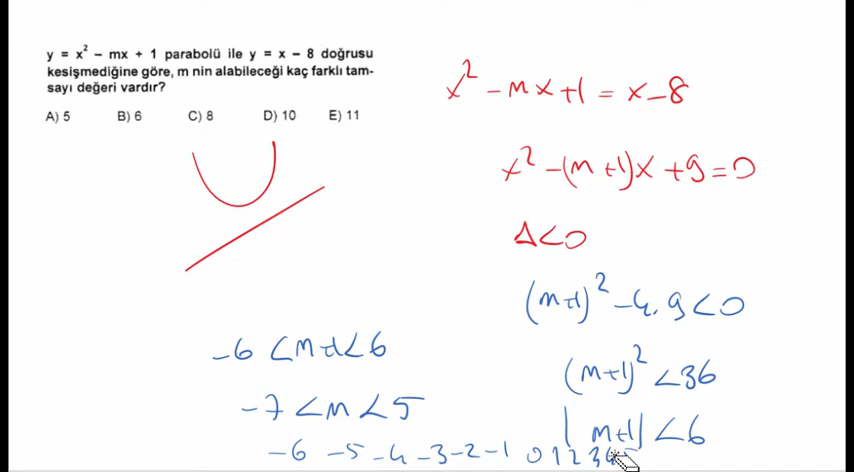 y = x² – mx + 1 parabolü ile y = x – 8 doğrusu
kesişmediğine göre, m nin alabileceği kaç farklı tam-
sayı değeri vardır?
A) 5 B) 6 C) 8 D) 10 E) 11
x² - mx + 1 = x - 8
x² - (m+1)x + 9 = 0
Δ < 0
(m+1)² - 4.9 < 0
(m+1)² < 36
|m+1| < 6
-6 < m+1 < 6
-7 < m < 5
-6 -5 -4 -3 -2 -1 0 1 2 3 4